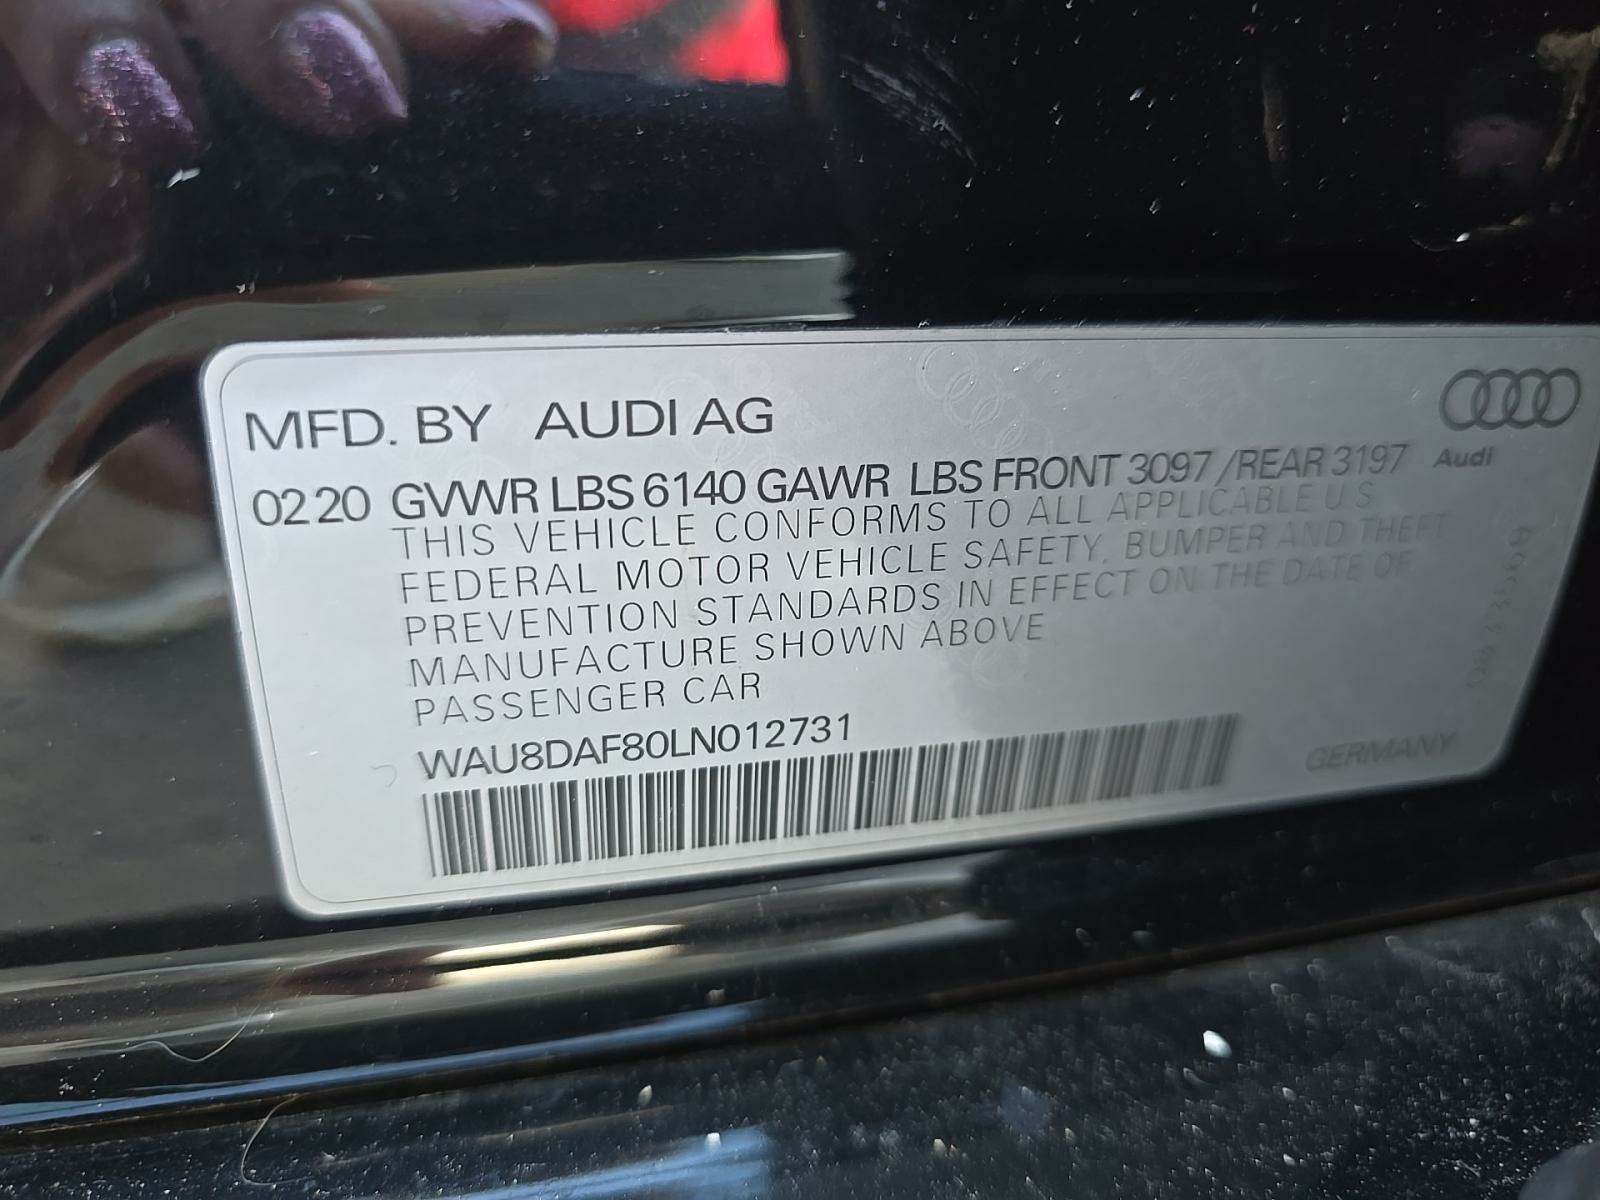 MFD. BY AUDI AG
02 20 GVWR LBS 6140 GAWR LBS FRONT 3097 /REAR 3197
Audi
THIS VEHICLE CONFORMS TO ALL APPLICABLE U.S.
FEDERAL MOTOR VEHICLE SAFETY, BUMPER AND THEFT
PREVENTION STANDARDS IN EFFECT ON THE DATE OF
MANUFACTURE SHOWN ABOVE
PASSENGER CAR
WAU8DAF80LN012731
GERMANY